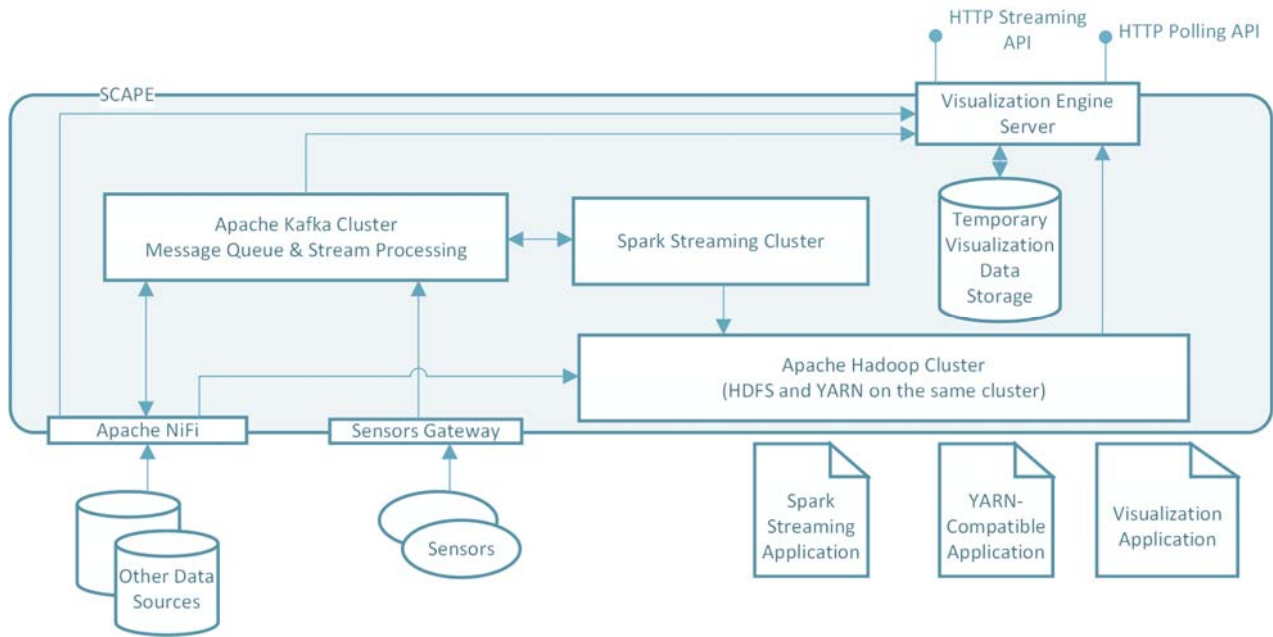 HTTP Streaming
API
HTTP Polling API
SCAPE
Visualization Engine
Server
Apache Kafka Cluster
Message Queue & Stream Processing
Spark Streaming Cluster
Temporary
Visualization
Data
Storage
Apache Hadoop Cluster
(HDFS and YARN on the same cluster)
Apache NiFi
Sensors Gateway
Other Data
Sources
Sensors
Spark
Streaming
Application
YARN-
Compatible
Application
Visualization
Application